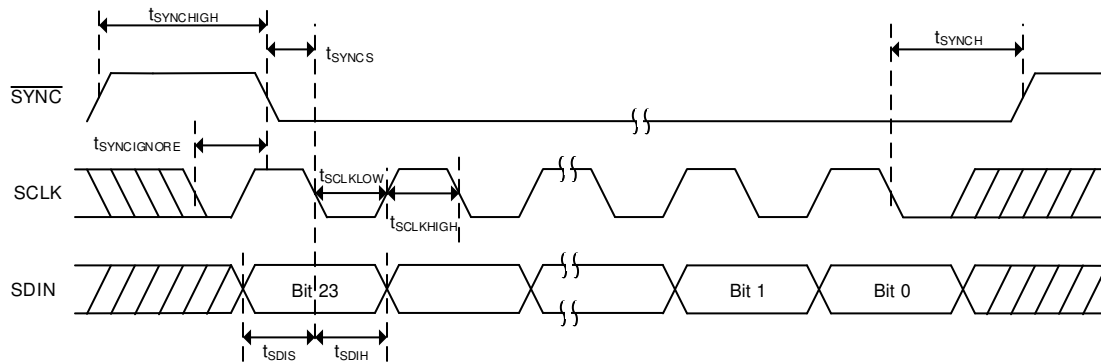 tSYNCHIGH
tSYNCS
tSYNCH
SYNC
tSYNCIGNORE
SCLK
tSCLKLOW
tSCLKHIGH
SDIN
Bit 23
Bit 1
Bit 0
tSDIS
tSDIH